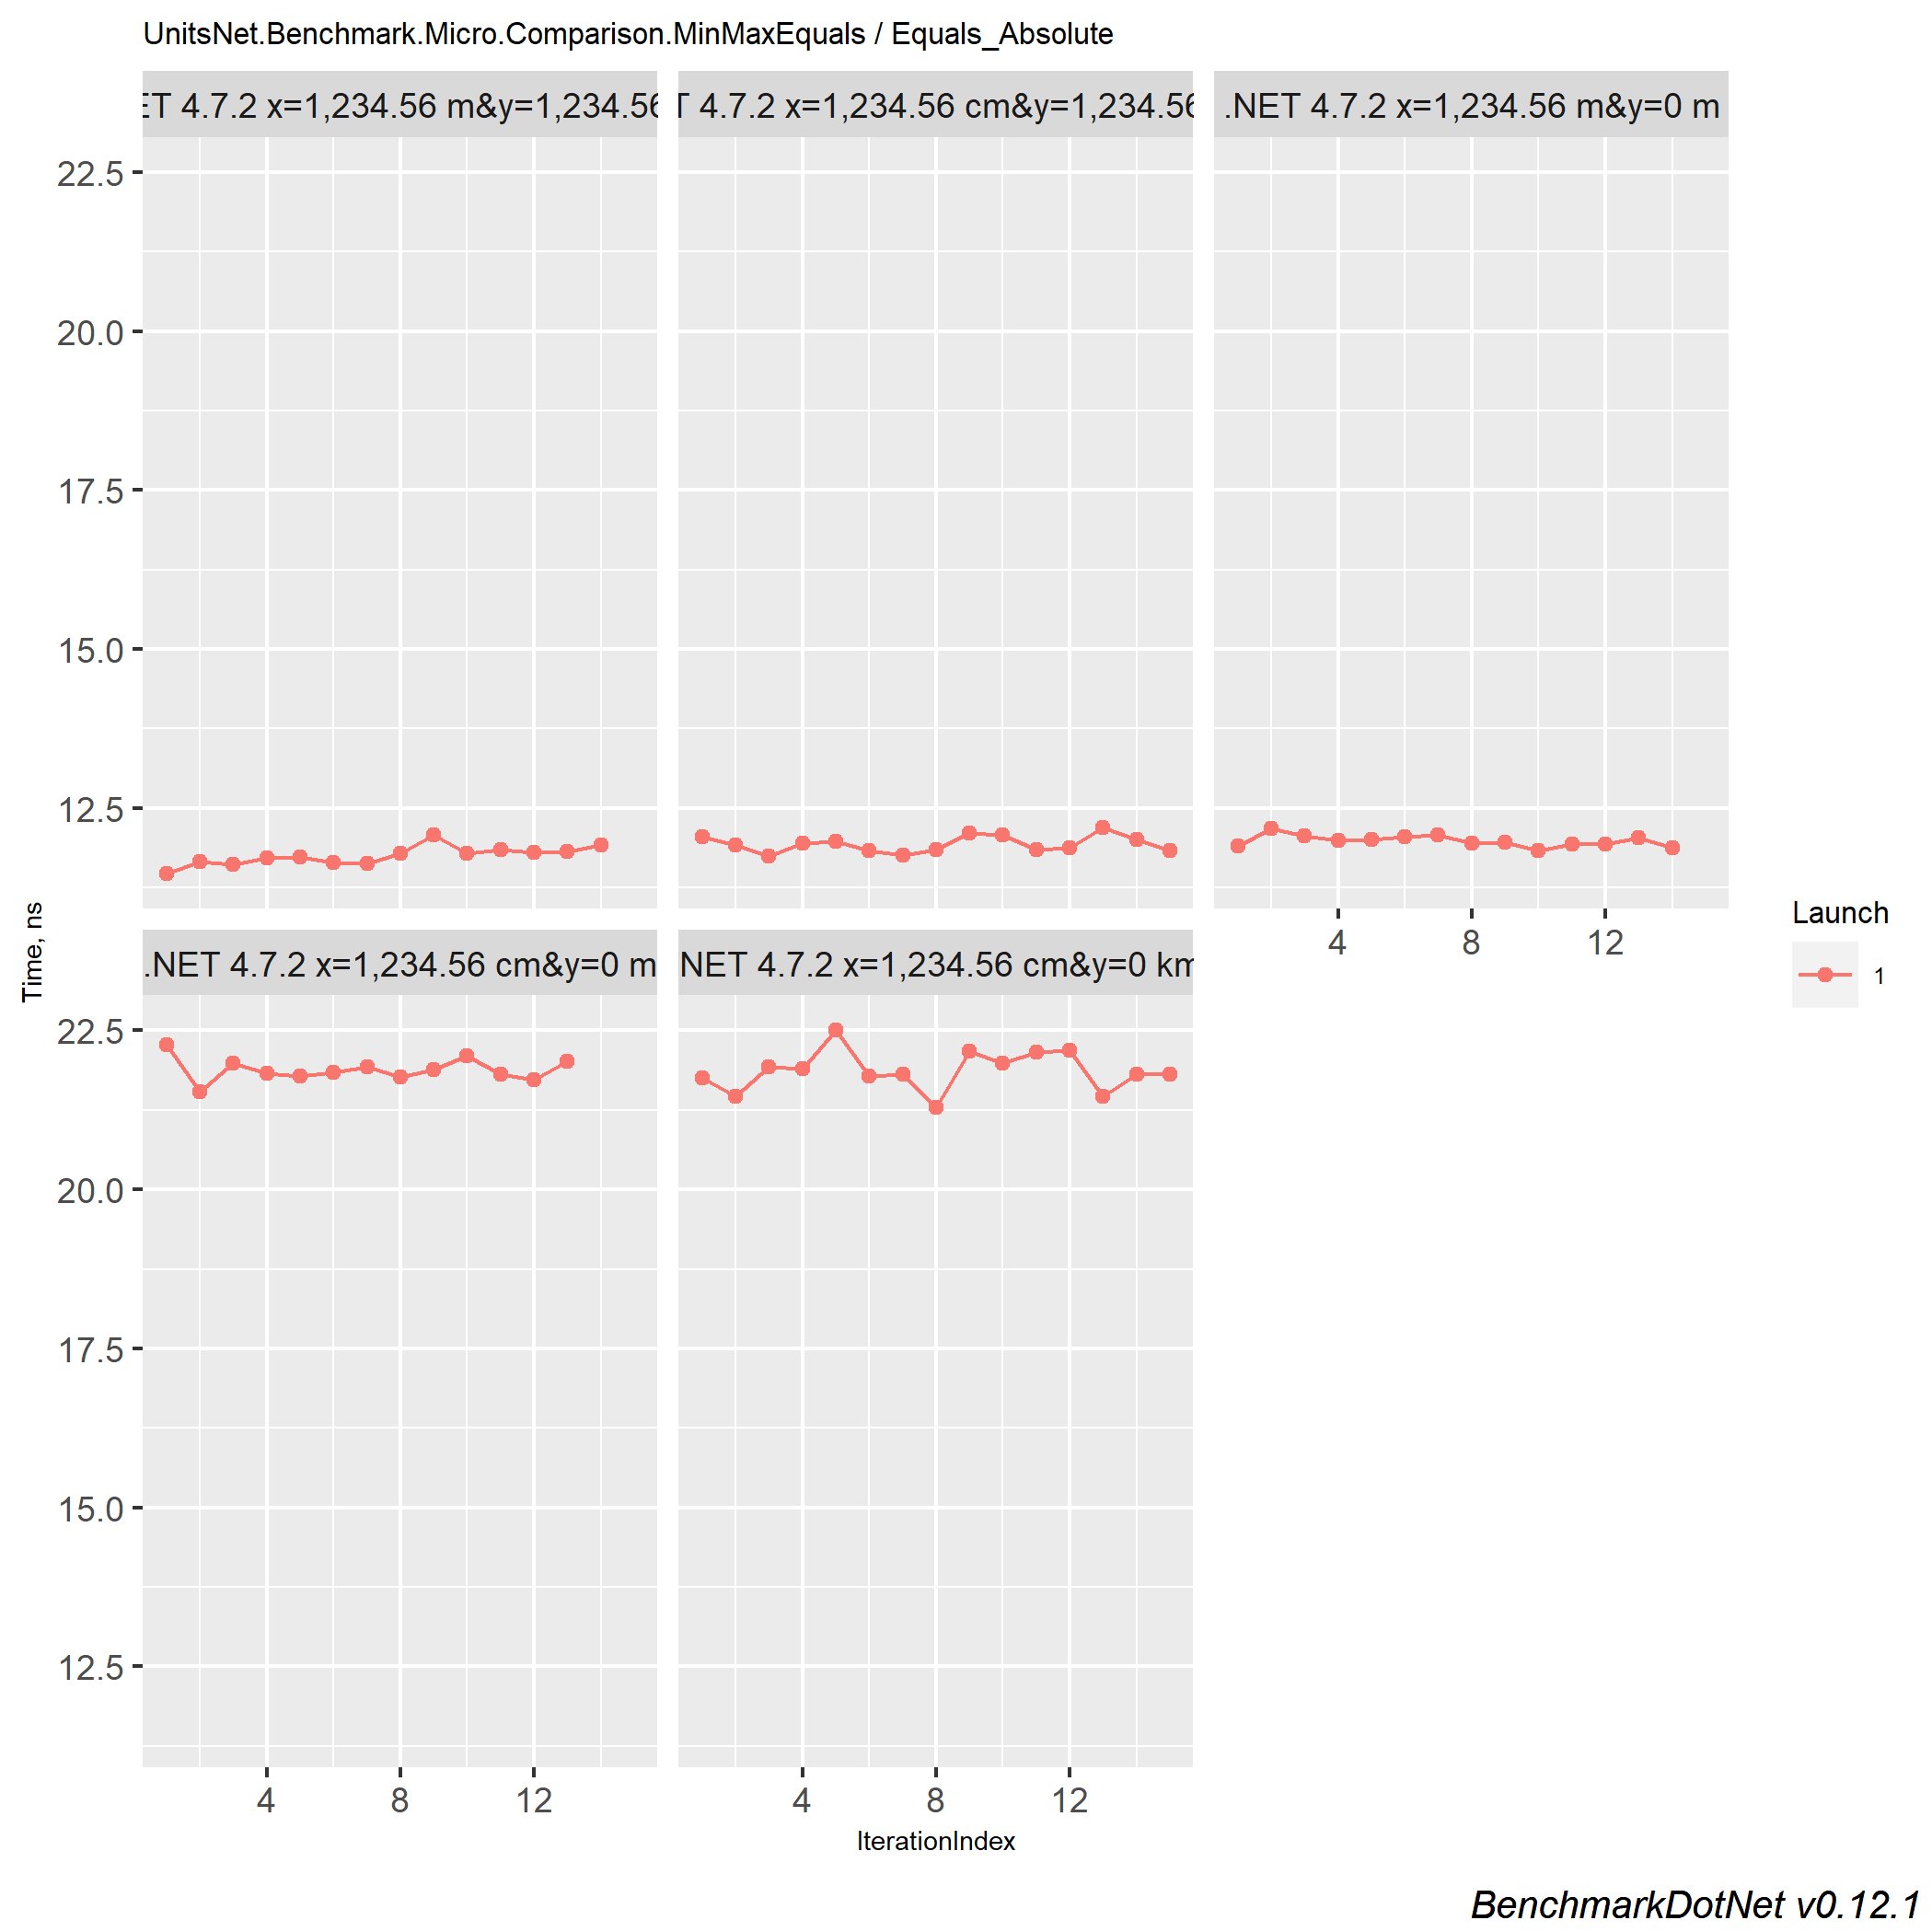 UnitsNet.Benchmark.Micro.Comparison.MinMaxEquals / Equals_Absolute
ET 4.7.2 x=1,234.56 m&y=1,234.56
T 4.7.2 x=1,234.56 cm&y=1,234.56
.NET 4.7.2 x=1,234.56 m&y=0 m
22.5
20.0
17.5
15.0
12.5
4
8
12
Time, ns
Launch
1
.NET 4.7.2 x=1,234.56 cm&y=0 m
NET 4.7.2 x=1,234.56 cm&y=0 km
22.5
20.0
17.5
15.0
12.5
4
8
12
4
8
12
IterationIndex
BenchmarkDotNet v0.12.1